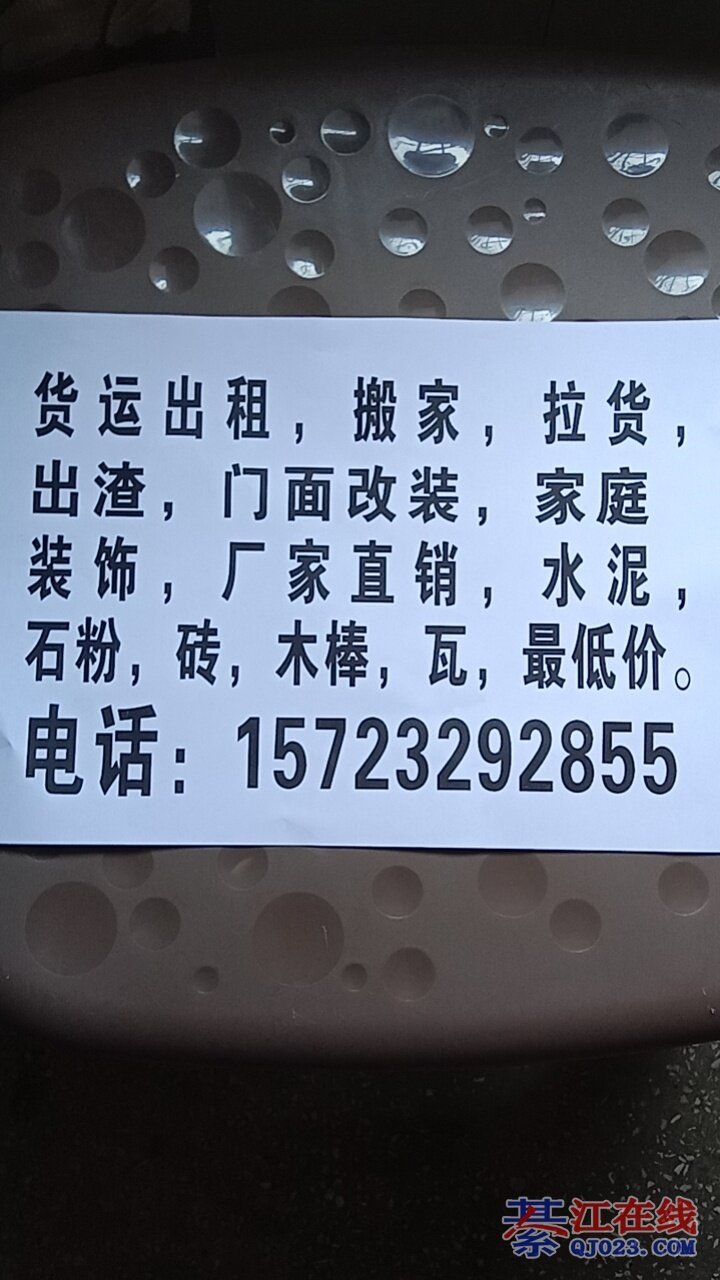 货运出租，搬家，拉货，
出渣，门面改装，家庭
装饰，厂家直销，水泥，
石粉，砖，木棒，瓦，最低价。
电话：15723292855
綦江在线
QJ023.COM